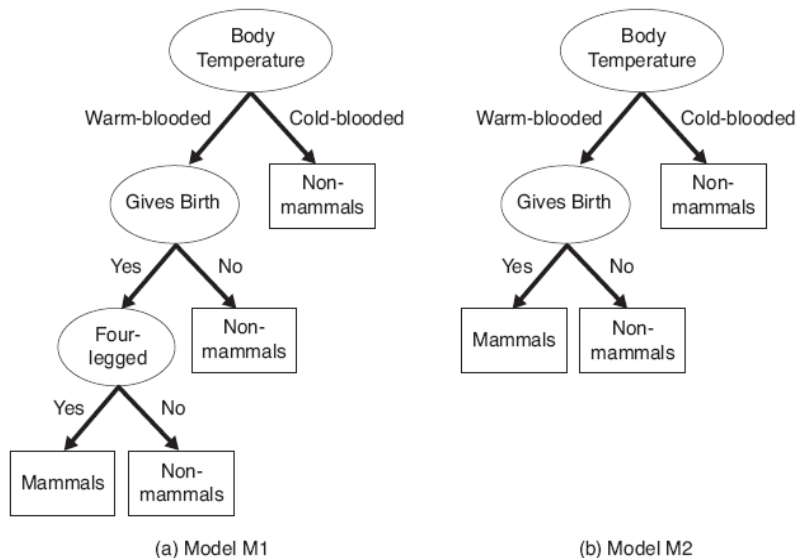 Body
Temperature
Warm-blooded
Cold-blooded
Gives Birth
Non-
mammals
Yes
No
Four-
legged
Non-
mammals
Yes
No
Mammals
Non-
mammals
(a) Model M1
Body
Temperature
Warm-blooded
Cold-blooded
Gives Birth
Non-
mammals
Yes
No
Mammals
Non-
mammals
(b) Model M2